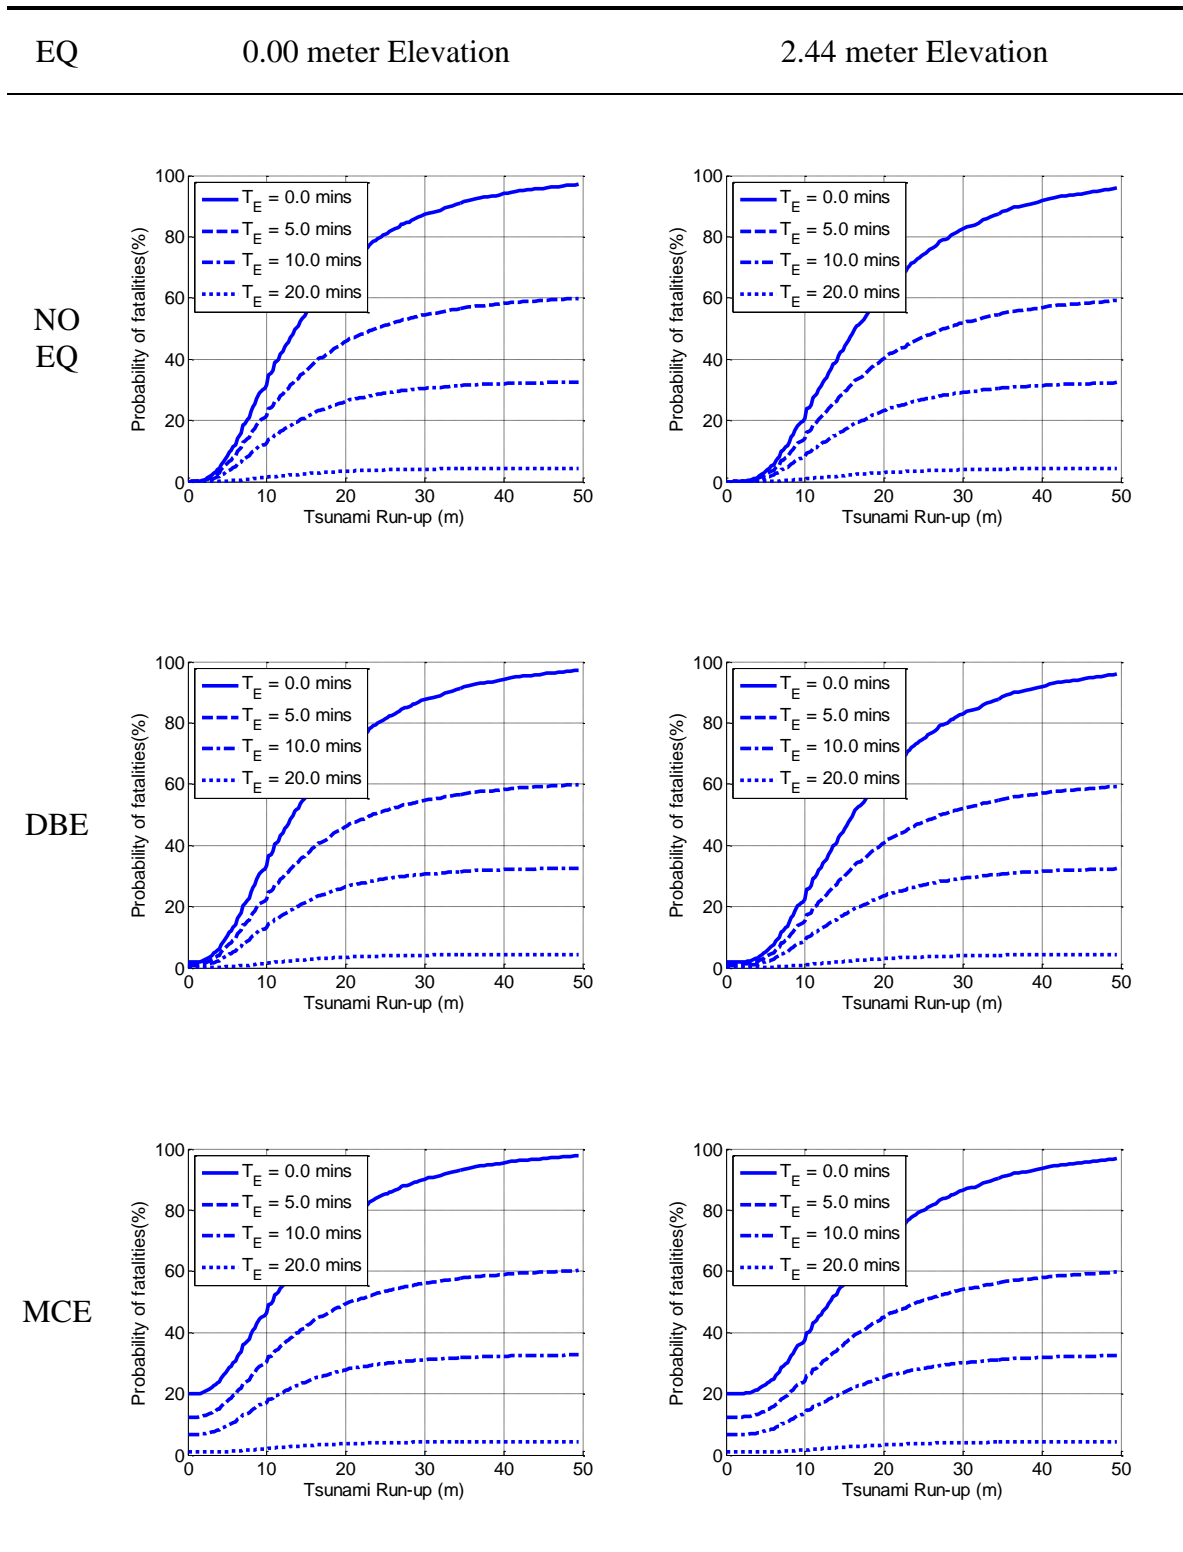 EQ 0.00 meter Elevation 2.44 meter Elevation
NO
EQ
Probability of fatalities(%)
100
80
60
40
20
0
T_E = 0.0 mins
T_E = 5.0 mins
T_E = 10.0 mins
T_E = 20.0 mins
0 10 20 30 40 50
Tsunami Run-up (m)
Probability of fatalities(%)
100
80
60
40
20
0
T_E = 0.0 mins
T_E = 5.0 mins
T_E = 10.0 mins
T_E = 20.0 mins
0 10 20 30 40 50
Tsunami Run-up (m)
DBE
Probability of fatalities(%)
100
80
60
40
20
0
T_E = 0.0 mins
T_E = 5.0 mins
T_E = 10.0 mins
T_E = 20.0 mins
0 10 20 30 40 50
Tsunami Run-up (m)
Probability of fatalities(%)
100
80
60
40
20
0
T_E = 0.0 mins
T_E = 5.0 mins
T_E = 10.0 mins
T_E = 20.0 mins
0 10 20 30 40 50
Tsunami Run-up (m)
MCE
Probability of fatalities(%)
100
80
60
40
20
0
T_E = 0.0 mins
T_E = 5.0 mins
T_E = 10.0 mins
T_E = 20.0 mins
0 10 20 30 40 50
Tsunami Run-up (m)
Probability of fatalities(%)
100
80
60
40
20
0
T_E = 0.0 mins
T_E = 5.0 mins
T_E = 10.0 mins
T_E = 20.0 mins
0 10 20 30 40 50
Tsunami Run-up (m)